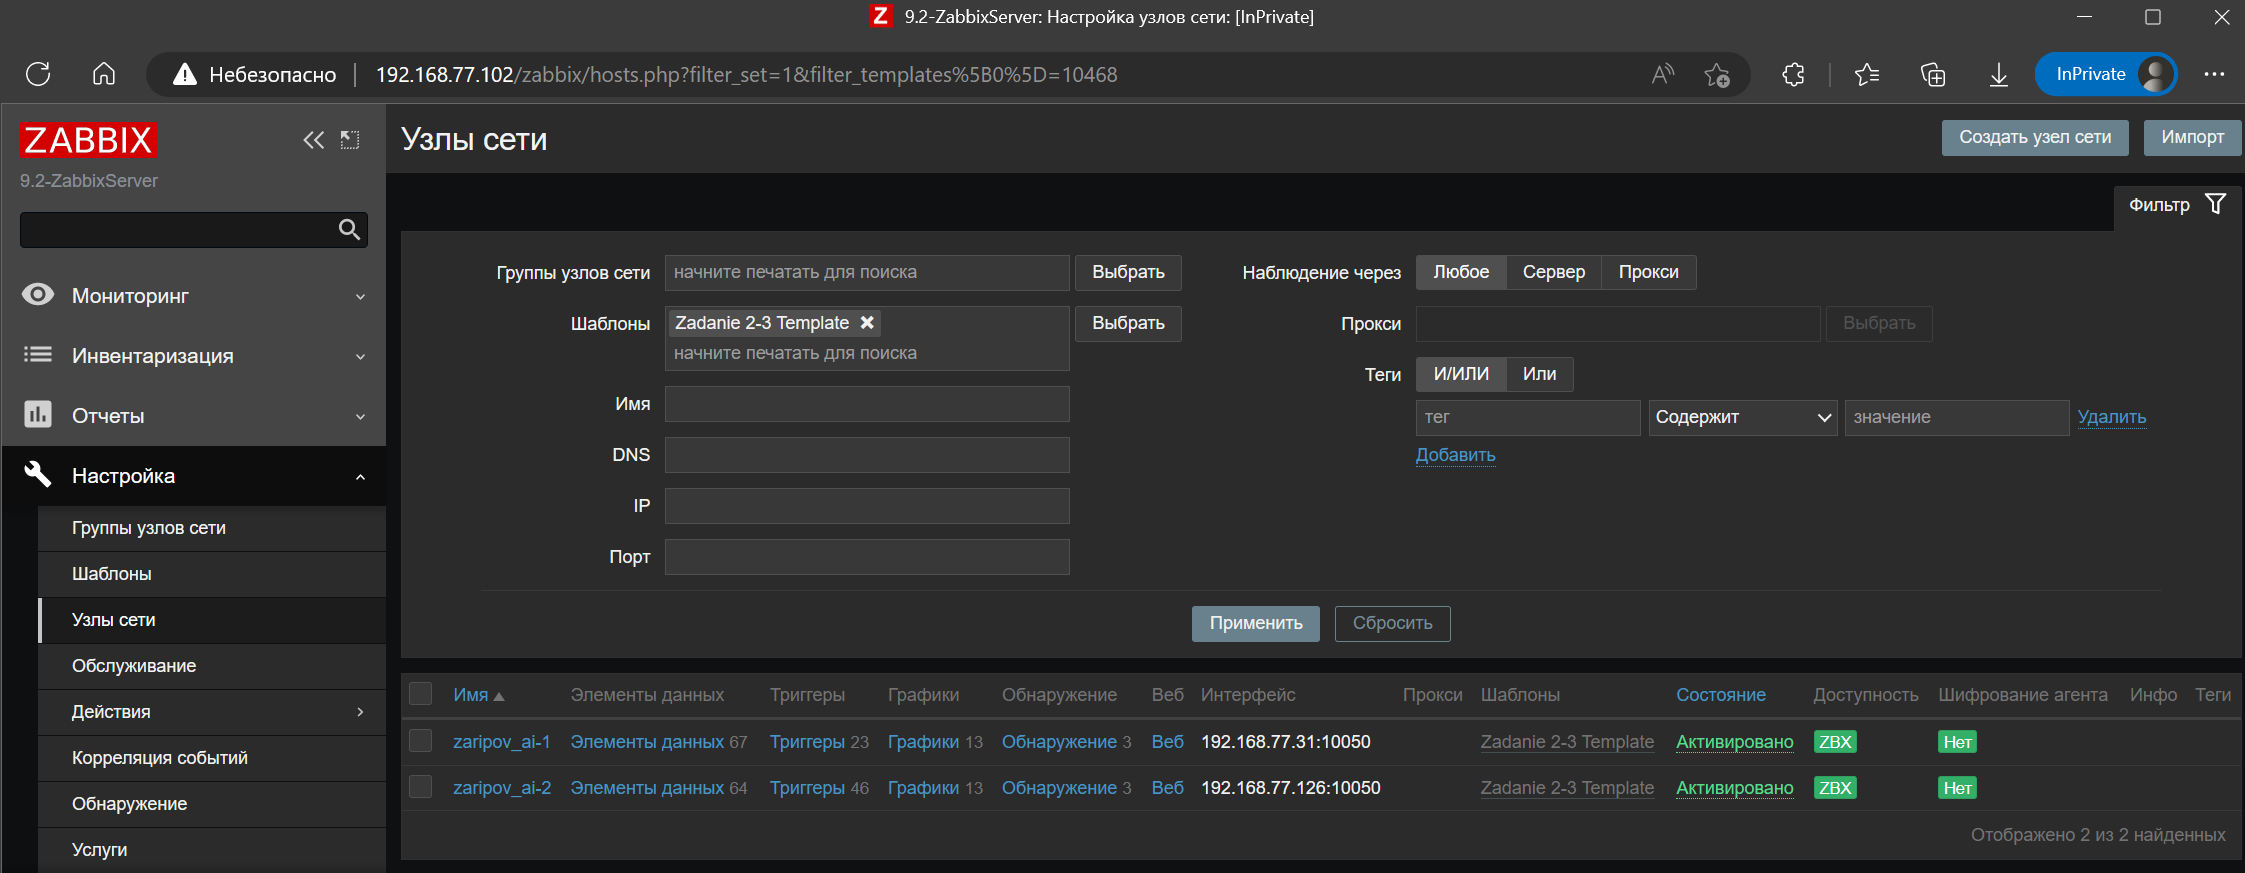 Z 9.2-ZabbixServer: Настройка узлов сети: [InPrivate]
Небезопасно 192.168.77.102/zabbix/hosts.php?filter_set=1&filter_templates%5B0%5D=10468 InPrivate
ZABBIX
9.2-ZabbixServer
Мониторинг
Инвентаризация
Отчеты
Настройка
Группы узлов сети
Шаблоны
Узлы сети
Обслуживание
Действия
Корреляция событий
Обнаружение
Услуги
Узлы сети Создать узел сети Импорт
Фильтр
Группы узлов сети начните печатать для поиска Выбрать
Шаблоны Zadanie 2-3 Template Выбрать
начните печатать для поиска
Имя
DNS
IP
Порт
Наблюдение через Любое Сервер Прокси
Прокси Выбрать
Теги И/ИЛИ Или
тег Содержит значение Удалить
Добавить
Применить Сбросить
Имя Элементы данных Триггеры Графики Обнаружение Веб Интерфейс Прокси Шаблоны Состояние Доступность Шифрование агента Инфо Теги
zaripov_ai-1 Элементы данных 67 Триггеры 23 Графики 13 Обнаружение 3 Веб 192.168.77.31:10050 Zadanie 2-3 Template Активировано ZBX Нет
zaripov_ai-2 Элементы данных 64 Триггеры 46 Графики 13 Обнаружение 3 Веб 192.168.77.126:10050 Zadanie 2-3 Template Активировано ZBX Нет
Отображено 2 из 2 найденных